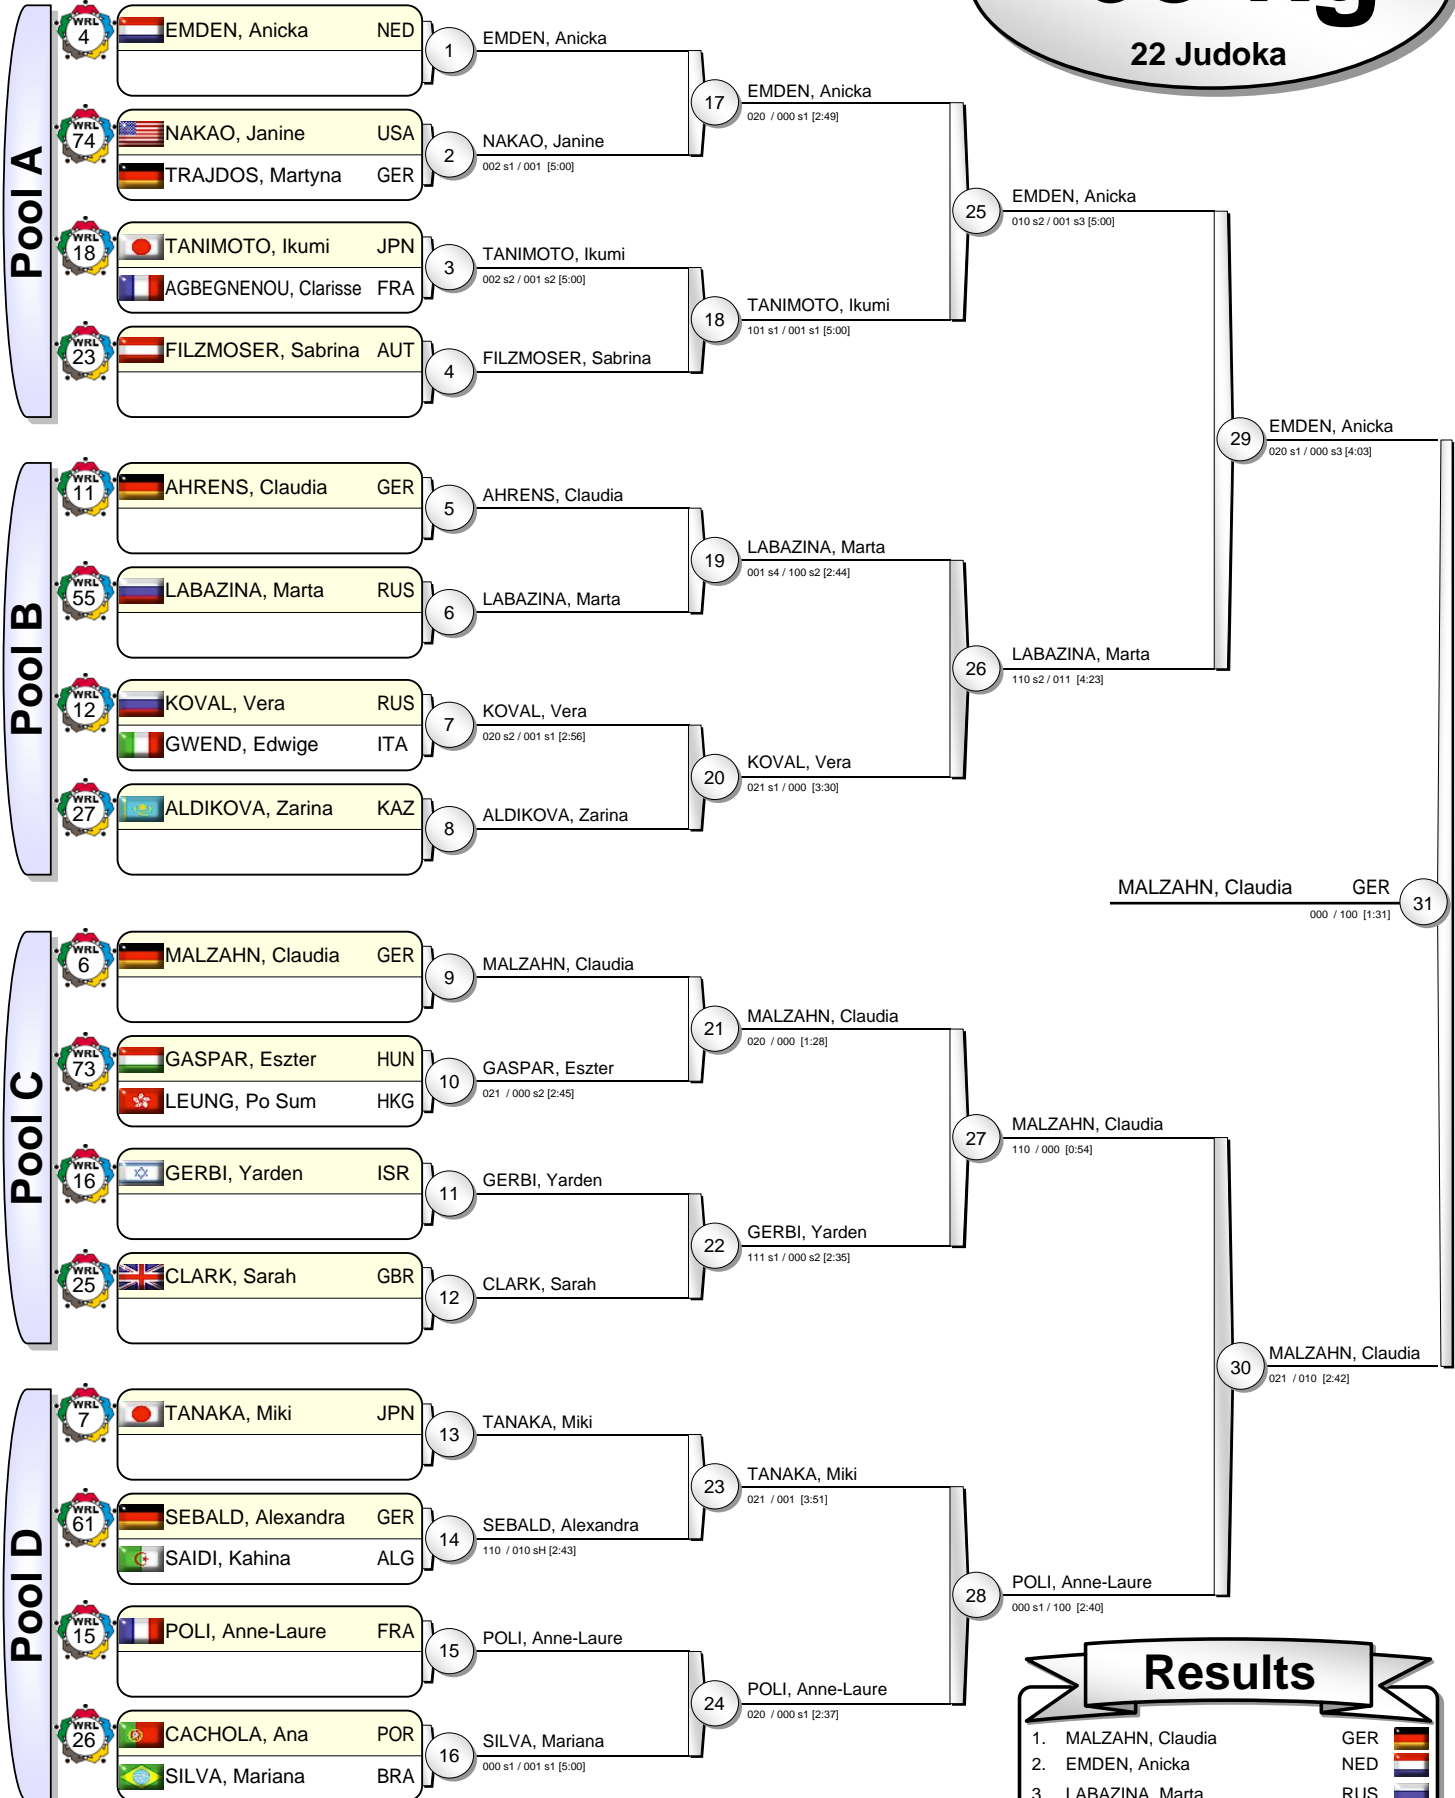 22 Judoka
Pool A
WRL 4 EMDEN, Anicka NED
WRL 74 NAKAO, Janine USA
TRAJDOS, Martyna GER
WRL 18 TANIMOTO, Ikumi JPN
AGBEGNENOU, Clarisse FRA
WRL 23 FILZMOSER, Sabrina AUT
1 EMDEN, Anicka
2 NAKAO, Janine
002 s1 / 001 [5:00]
3 TANIMOTO, Ikumi
002 s2 / 001 s2 [5:00]
4 FILZMOSER, Sabrina
17 EMDEN, Anicka
020 / 000 s1 [2:49]
18 TANIMOTO, Ikumi
101 s1 / 001 s1 [5:00]
25 EMDEN, Anicka
010 s2 / 001 s3 [5:00]
Pool B
WRL 11 AHRENS, Claudia GER
WRL 55 LABAZINA, Marta RUS
WRL 12 KOVAL, Vera RUS
GWEND, Edwige ITA
WRL 27 ALDIKOVA, Zarina KAZ
5 AHRENS, Claudia
6 LABAZINA, Marta
7 KOVAL, Vera
020 s2 / 001 s1 [2:56]
8 ALDIKOVA, Zarina
19 LABAZINA, Marta
001 s4 / 100 s2 [2:44]
20 KOVAL, Vera
021 s1 / 000 [3:30]
26 LABAZINA, Marta
110 s2 / 011 [4:23]
29 EMDEN, Anicka
020 s1 / 000 s3 [4:03]
MALZAHN, Claudia GER 31
000 / 100 [1:31]
Pool C
WRL 6 MALZAHN, Claudia GER
WRL 73 GASPAR, Eszter HUN
LEUNG, Po Sum HKG
WRL 16 GERBI, Yarden ISR
WRL 25 CLARK, Sarah GBR
9 MALZAHN, Claudia
10 GASPAR, Eszter
021 / 000 s2 [2:45]
11 GERBI, Yarden
12 CLARK, Sarah
21 MALZAHN, Claudia
020 / 000 [1:28]
22 GERBI, Yarden
111 s1 / 000 s2 [2:35]
27 MALZAHN, Claudia
110 / 000 [0:54]
30 MALZAHN, Claudia
021 / 010 [2:42]
Pool D
WRL 7 TANAKA, Miki JPN
WRL 61 SEBALD, Alexandra GER
SAIDI, Kahina ALG
WRL 15 POLI, Anne-Laure FRA
WRL 26 CACHOLA, Ana POR
SILVA, Mariana BRA
13 TANAKA, Miki
14 SEBALD, Alexandra
110 / 010 sH [2:43]
15 POLI, Anne-Laure
16 SILVA, Mariana
000 s1 / 001 s1 [5:00]
23 TANAKA, Miki
021 / 001 [3:51]
24 POLI, Anne-Laure
020 / 000 s1 [2:37]
28 POLI, Anne-Laure
000 s1 / 100 [2:40]
Results
1. MALZAHN, Claudia GER
2. EMDEN, Anicka NED
3. LABAZINA, Marta RUS